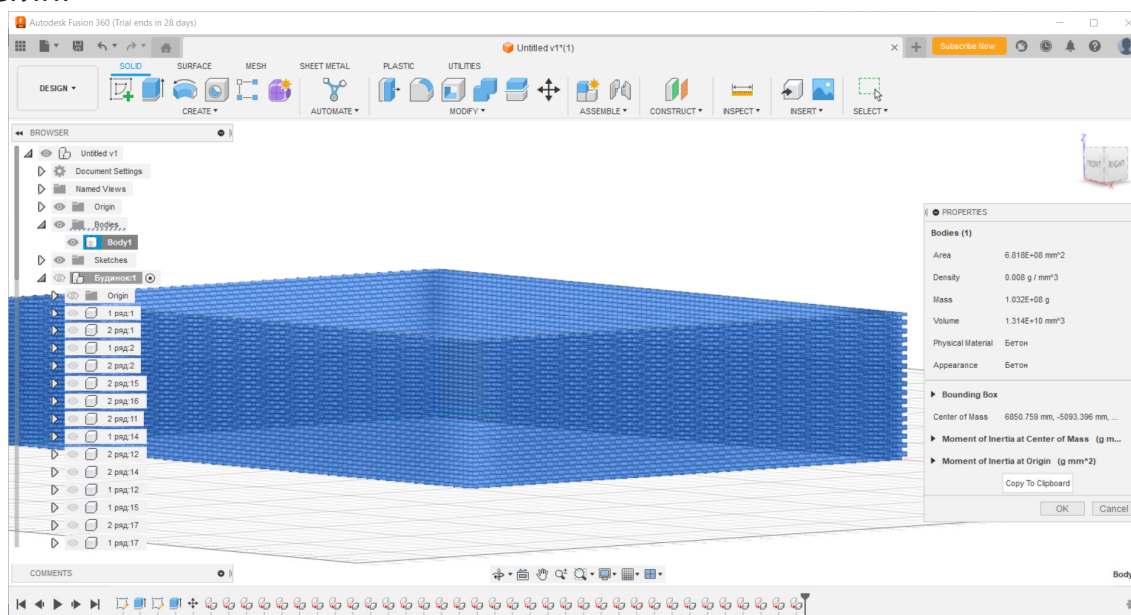 Autodesk Fusion 360 (Trial ends in 28 days)
Untitled v1*(1)
Subscribe Now
SOLID SURFACE MESH SHEET METAL PLASTIC UTILITIES
DESIGN
CREATE AUTOMATE MODIFY ASSEMBLE CONSTRUCT INSPECT INSERT SELECT
BROWSER
Untitled v1
Document Settings
Named Views
Origin
Bodies
Body1
Sketches
Будинок:1
Origin
1 ряд:1
2 ряд:1
1 ряд:2
2 ряд:2
2 ряд:15
2 ряд:16
2 ряд:11
1 ряд:14
2 ряд:12
2 ряд:14
1 ряд:12
1 ряд:15
2 ряд:17
1 ряд:17
COMMENTS
Z
FRONT RIGHT
X
PROPERTIES
Bodies (1)
Area 6.818E+08 mm^2
Density 0.008 g / mm^3
Mass 1.032E+08 g
Volume 1.314E+10 mm^3
Physical Material Бетон
Appearance Бетон
Bounding Box
Center of Mass 6850.759 mm, -5093.396 mm, ...
Moment of Inertia at Center of Mass (g m...
Moment of Inertia at Origin (g mm^2)
Copy To Clipboard
OK Cancel
Body